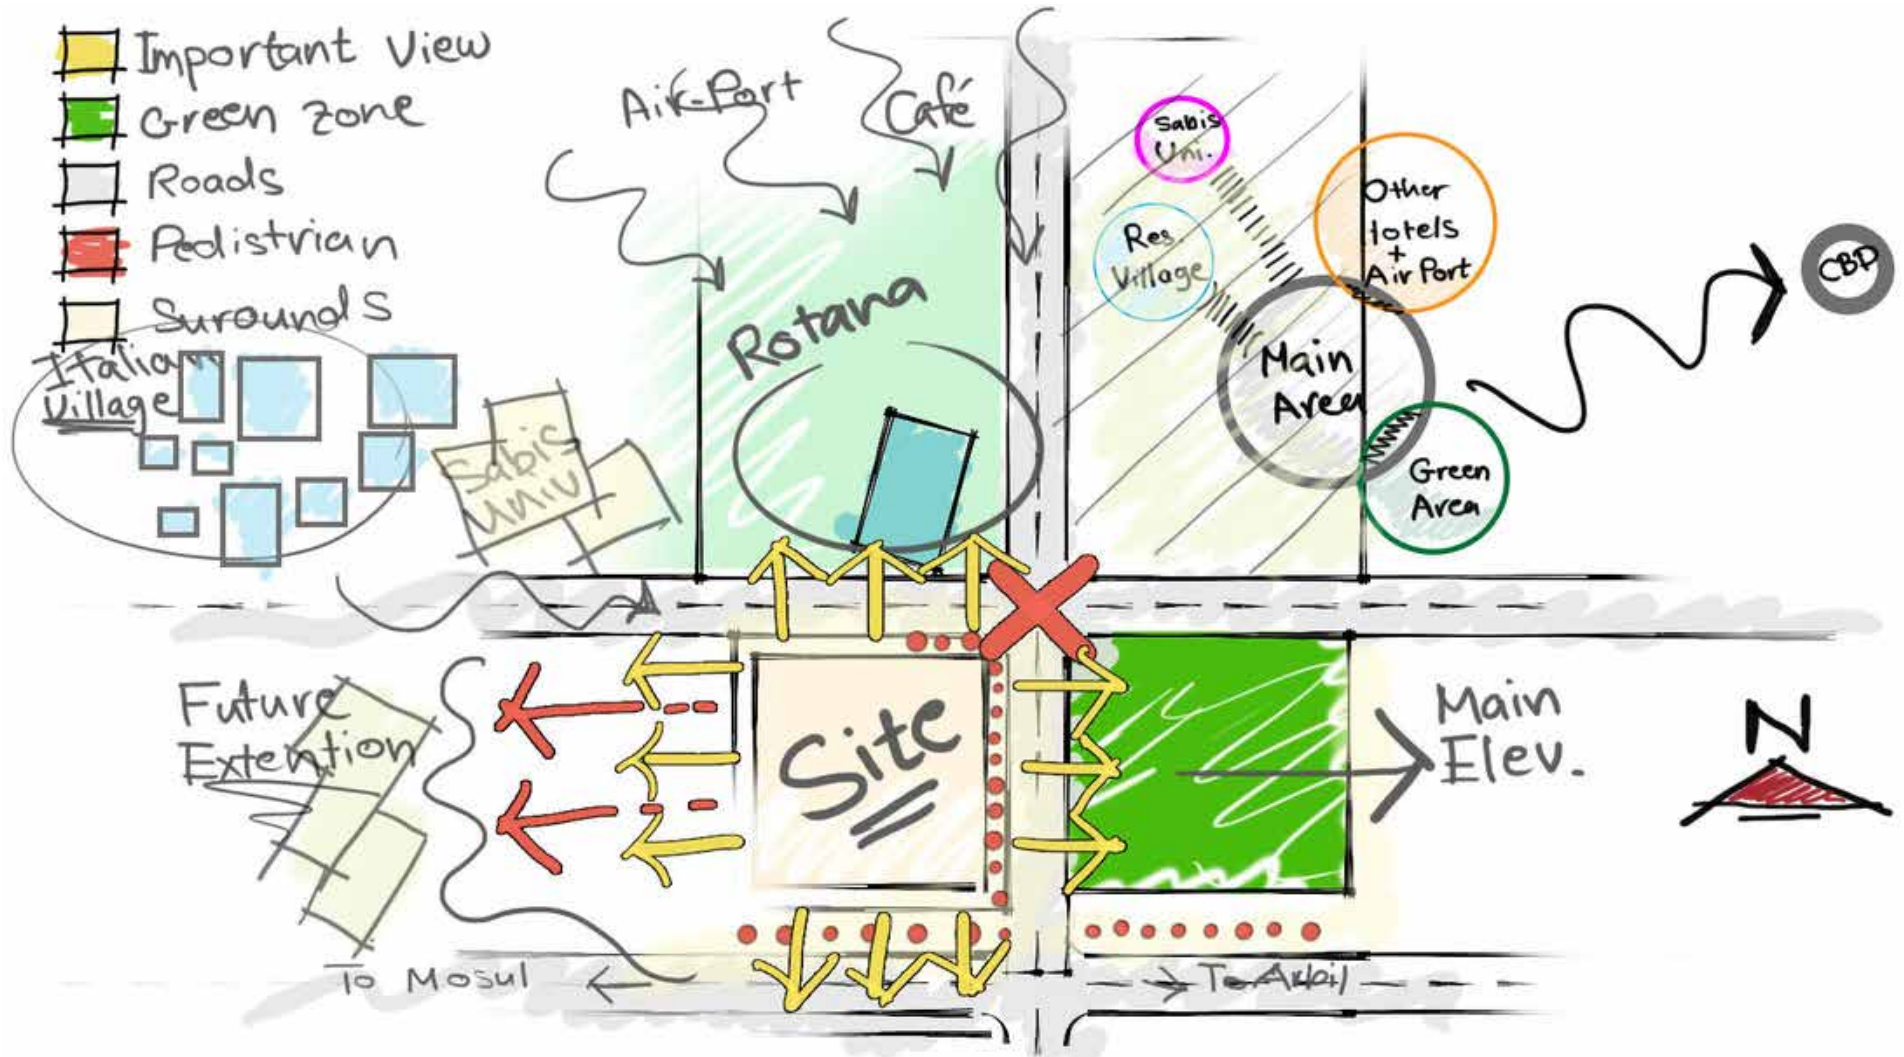 Important View
Green zone
Roads
Pedistrian
Surounds
Italian
Village
Sabis
Univ
Air-Port
Café
Rotana
Sabis
Uni.
Res.
Village
Other
Hotels
+
Air Port
Main
Area
Green
Area
CBD
Future
Extention
Site
Main
Elev.
N
To Mosul
To Arbil